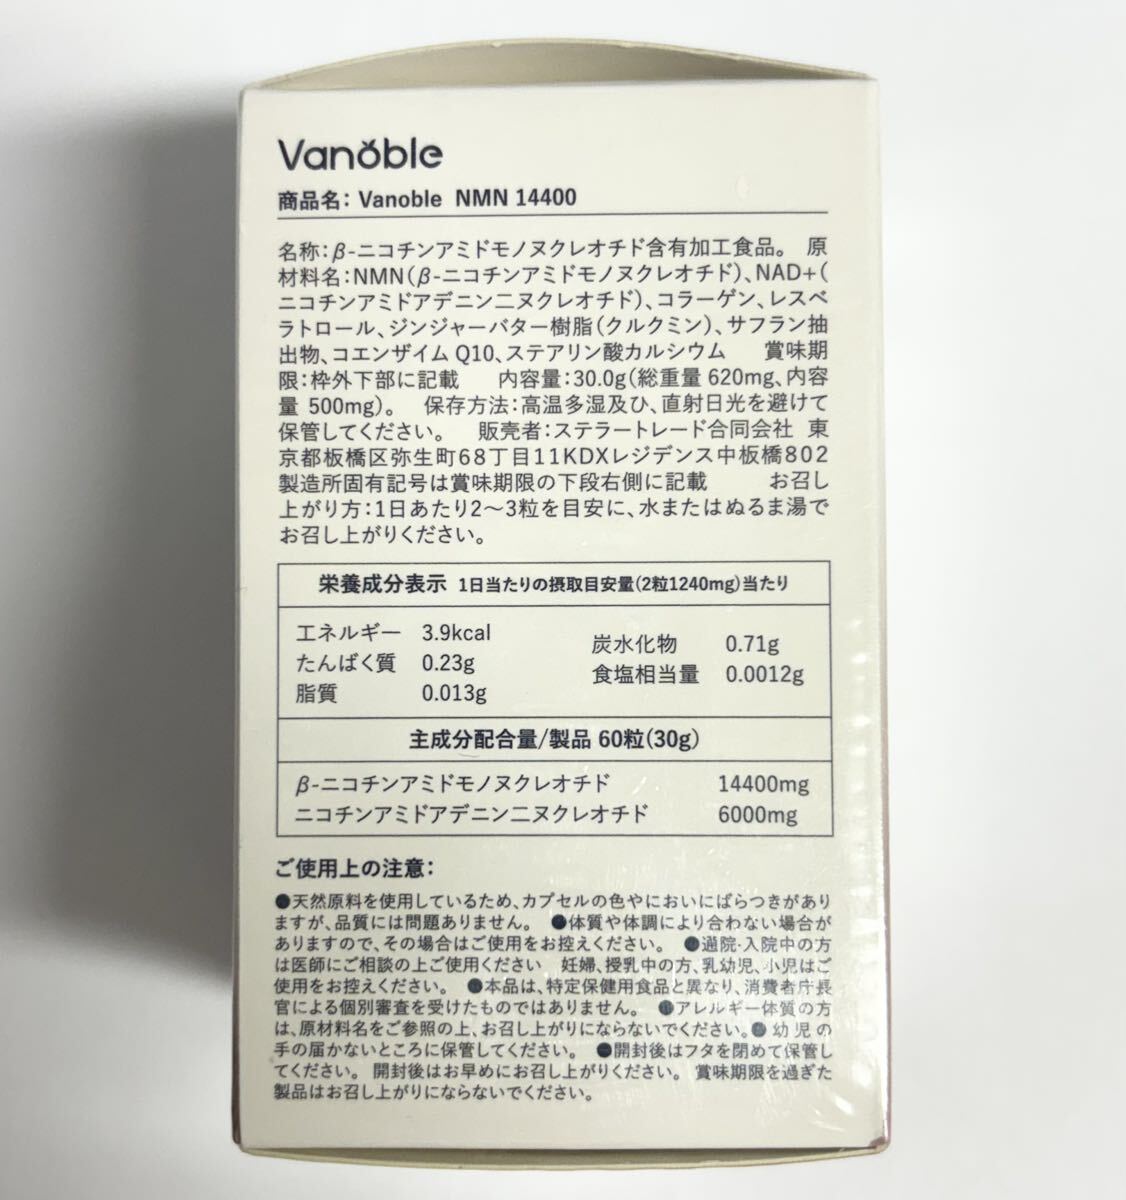 Vanoble
商品名：Vanoble NMN 14400
名称：β-ニコチンアミドモノヌクレオチド含有加工食品。 原
材料名：NMN（β-ニコチンアミドモノヌクレオチド）、NAD+（
ニコチンアミドアデニン二ヌクレオチド）、コラーゲン、レスベ
ラトロール、ジンジャーバター樹脂（クルクミン）、サフラン抽
出物、コエンザイム Q10、ステアリン酸カルシウム 賞味期
限：枠外下部に記載 内容量：30.0g（総重量 620mg、内容
量 500mg）。 保存方法：高温多湿及ひ、直射日光を避けて
保管してください。 販売者：ステラートレード合同会社 東
京都板橋区弥生町68丁目11KDXレジデンス中板橋802
製造所固有記号は賞味期限の下段右側に記載 お召し
上がり方：1日あたり2～3粒を目安に、水またはぬるま湯で
お召し上がりください。
栄養成分表示 1日当たりの摂取目安量（2粒1240mg）当たり
エネルギー 3.9kcal
たんぱく質 0.23g
脂質 0.013g
炭水化物 0.71g
食塩相当量 0.0012g
主成分配合量/製品 60粒（30g）
β-ニコチンアミドモノヌクレオチド 14400mg
ニコチンアミドアデニン二ヌクレオチド 6000mg
ご使用上の注意：
●天然原料を使用しているため、カプセルの色やにおいにばらつきがあり
ますが、品質には問題ありません。 ●体質や体調により合わない場合が
ありますので、その場合はご使用をお控えください。 ●通院・入院中の方
は医師にご相談の上ご使用ください 妊婦、授乳中の方、乳幼児、小児はご
使用をお控えください。 ●本品は、特定保健用食品と異なり、消費者庁長
官による個別審査を受けたものではありません。 ●アレルギー体質の方
は、原材料名をご参照の上、お召し上がりにならないでください。● 幼児の
手の届かないところに保管してください。 ●開封後はフタを閉めて保管し
てください。 開封後はお早めにお召し上がりください。 賞味期限を過ぎた
製品はお召し上がりにならないでください。